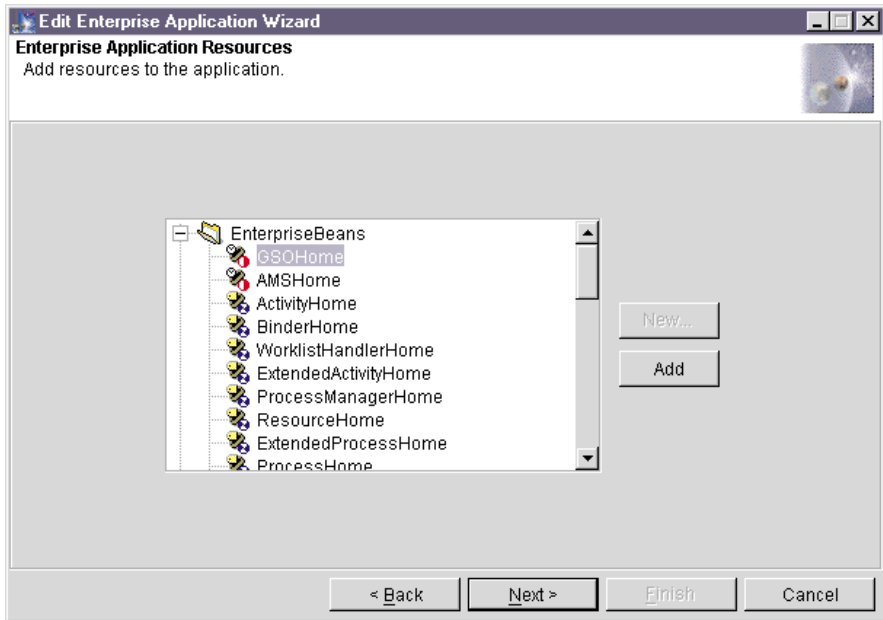 Edit Enterprise Application Wizard
Enterprise Application Resources
Add resources to the application.
EnterpriseBeans
GSOHome
AMSHome
ActivityHome
BinderHome
WorklistHandlerHome
ExtendedActivityHome
ProcessManagerHome
ResourceHome
ExtendedProcessHome
ProcessHome
New...
Add
< Back
Next >
Finish
Cancel